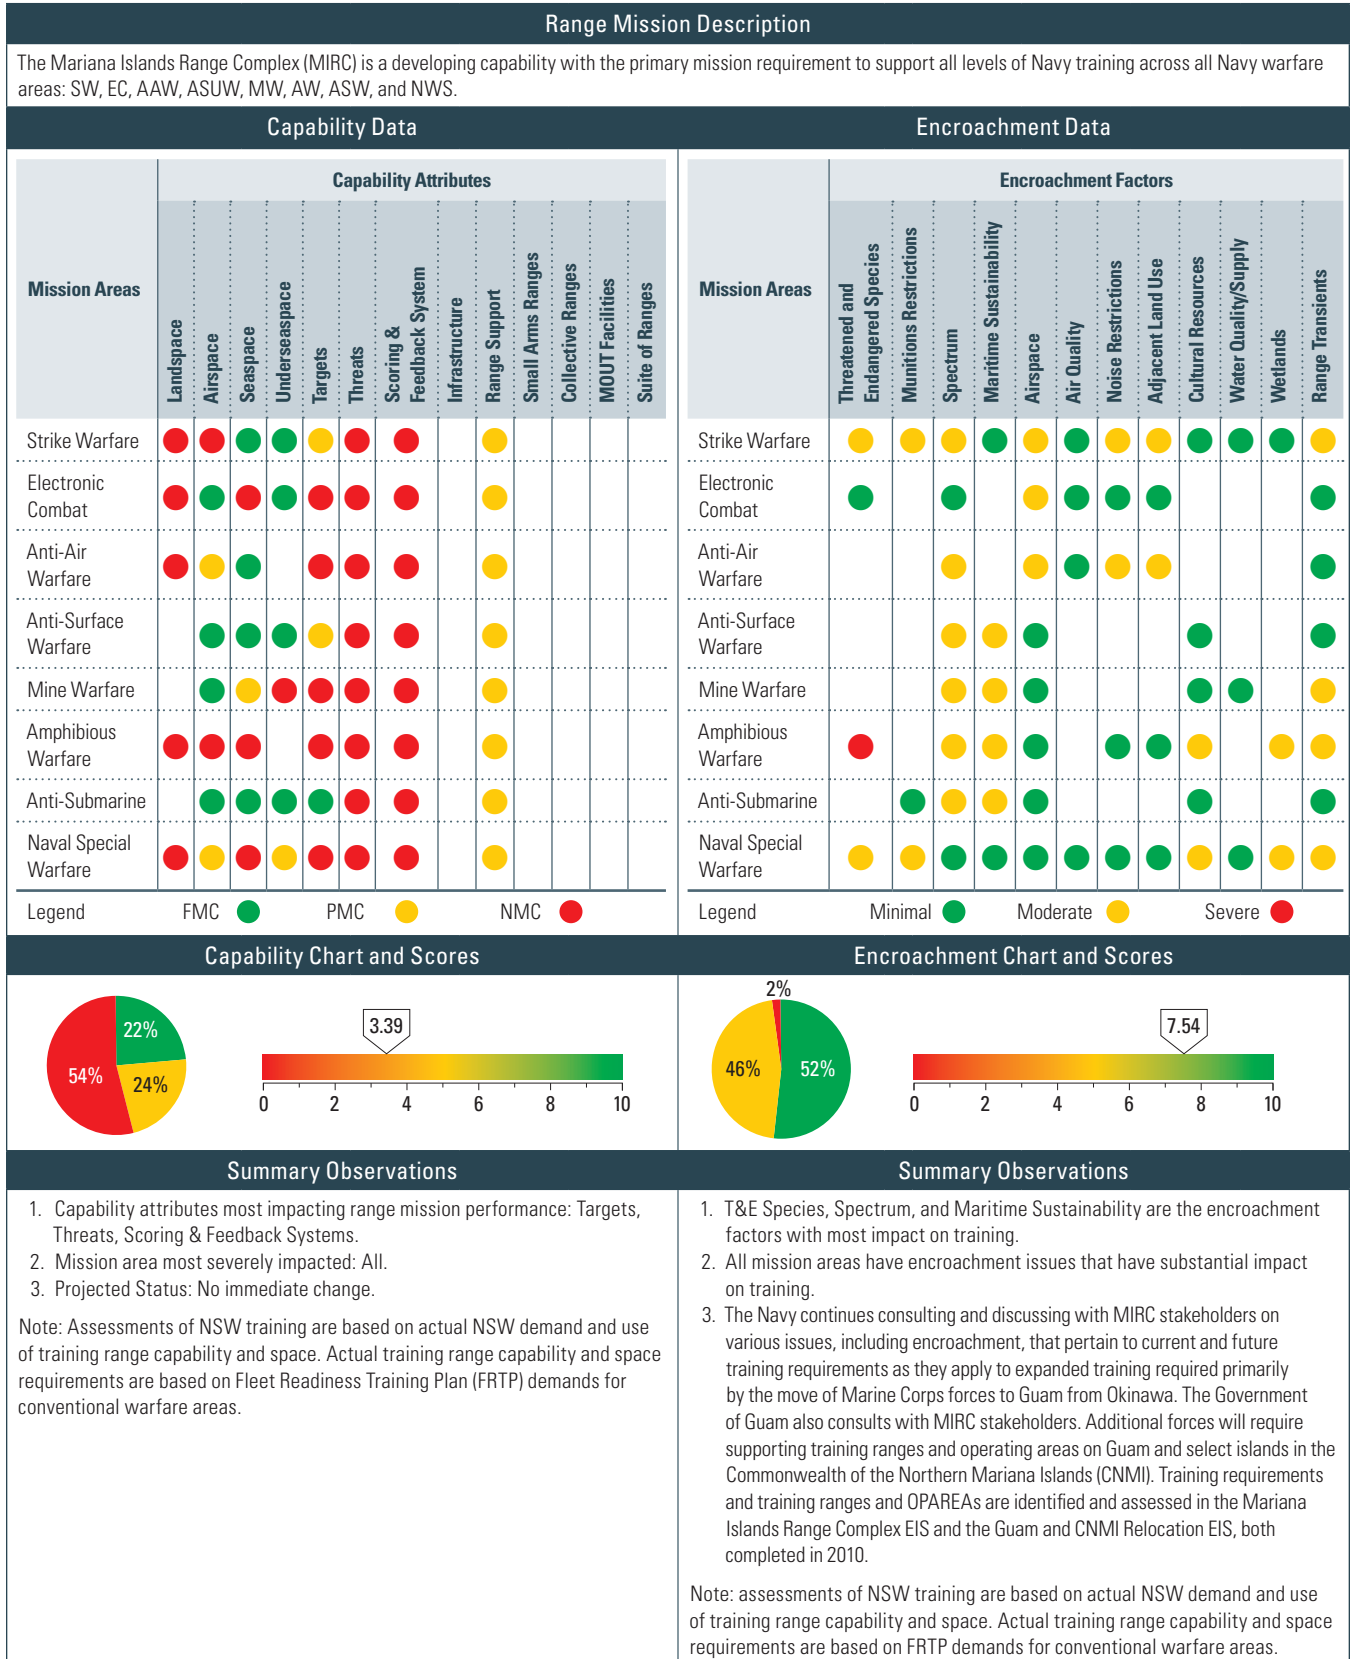 Range Mission Description
The Mariana Islands Range Complex (MIRC) is a developing capability with the primary mission requirement to support all levels of Navy training across all Navy warfare
areas: SW, EC, AAW, ASUW, MW, AW, ASW, and NWS.
Capability Data
Capability Attributes
Mission Areas
Landspace
Airspace
Seaspace
Underseaspace
Targets
Threats
Scoring &
Feedback System
Infrastructure
Range Support
Small Arms Ranges
Collective Ranges
MOUT Facilities
Suite of Ranges
Strike Warfare
Electronic
Combat
Anti-Air
Warfare
Anti-Surface
Warfare
Mine Warfare
Amphibious
Warfare
Anti-Submarine
Naval Special
Warfare
Legend FMC PMC NMC
Encroachment Data
Encroachment Factors
Mission Areas
Threatened and
Endangered Species
Munitions Restrictions
Spectrum
Maritime Sustainability
Airspace
Air Quality
Noise Restrictions
Adjacent Land Use
Cultural Resources
Water Quality/Supply
Wetlands
Range Transients
Strike Warfare
Electronic
Combat
Anti-Air
Warfare
Anti-Surface
Warfare
Mine Warfare
Amphibious
Warfare
Anti-Submarine
Naval Special
Warfare
Legend Minimal Moderate Severe
Capability Chart and Scores
22%
54%
24%
3.39
0 2 4 6 8 10
Encroachment Chart and Scores
2%
46%
52%
7.54
0 2 4 6 8 10
Summary Observations
1. Capability attributes most impacting range mission performance: Targets,
Threats, Scoring & Feedback Systems.
2. Mission area most severely impacted: All.
3. Projected Status: No immediate change.
Note: Assessments of NSW training are based on actual NSW demand and use
of training range capability and space. Actual training range capability and space
requirements are based on Fleet Readiness Training Plan (FRTP) demands for
conventional warfare areas.
Summary Observations
1. T&E Species, Spectrum, and Maritime Sustainability are the encroachment
factors with most impact on training.
2. All mission areas have encroachment issues that have substantial impact
on training.
3. The Navy continues consulting and discussing with MIRC stakeholders on
various issues, including encroachment, that pertain to current and future
training requirements as they apply to expanded training required primarily
by the move of Marine Corps forces to Guam from Okinawa. The Government
of Guam also consults with MIRC stakeholders. Additional forces will require
supporting training ranges and operating areas on Guam and select islands in the
Commonwealth of the Northern Mariana Islands (CNMI). Training requirements
and training ranges and OPAREAs are identified and assessed in the Mariana
Islands Range Complex EIS and the Guam and CNMI Relocation EIS, both
completed in 2010.
Note: assessments of NSW training are based on actual NSW demand and use
of training range capability and space. Actual training range capability and space
requirements are based on FRTP demands for conventional warfare areas.